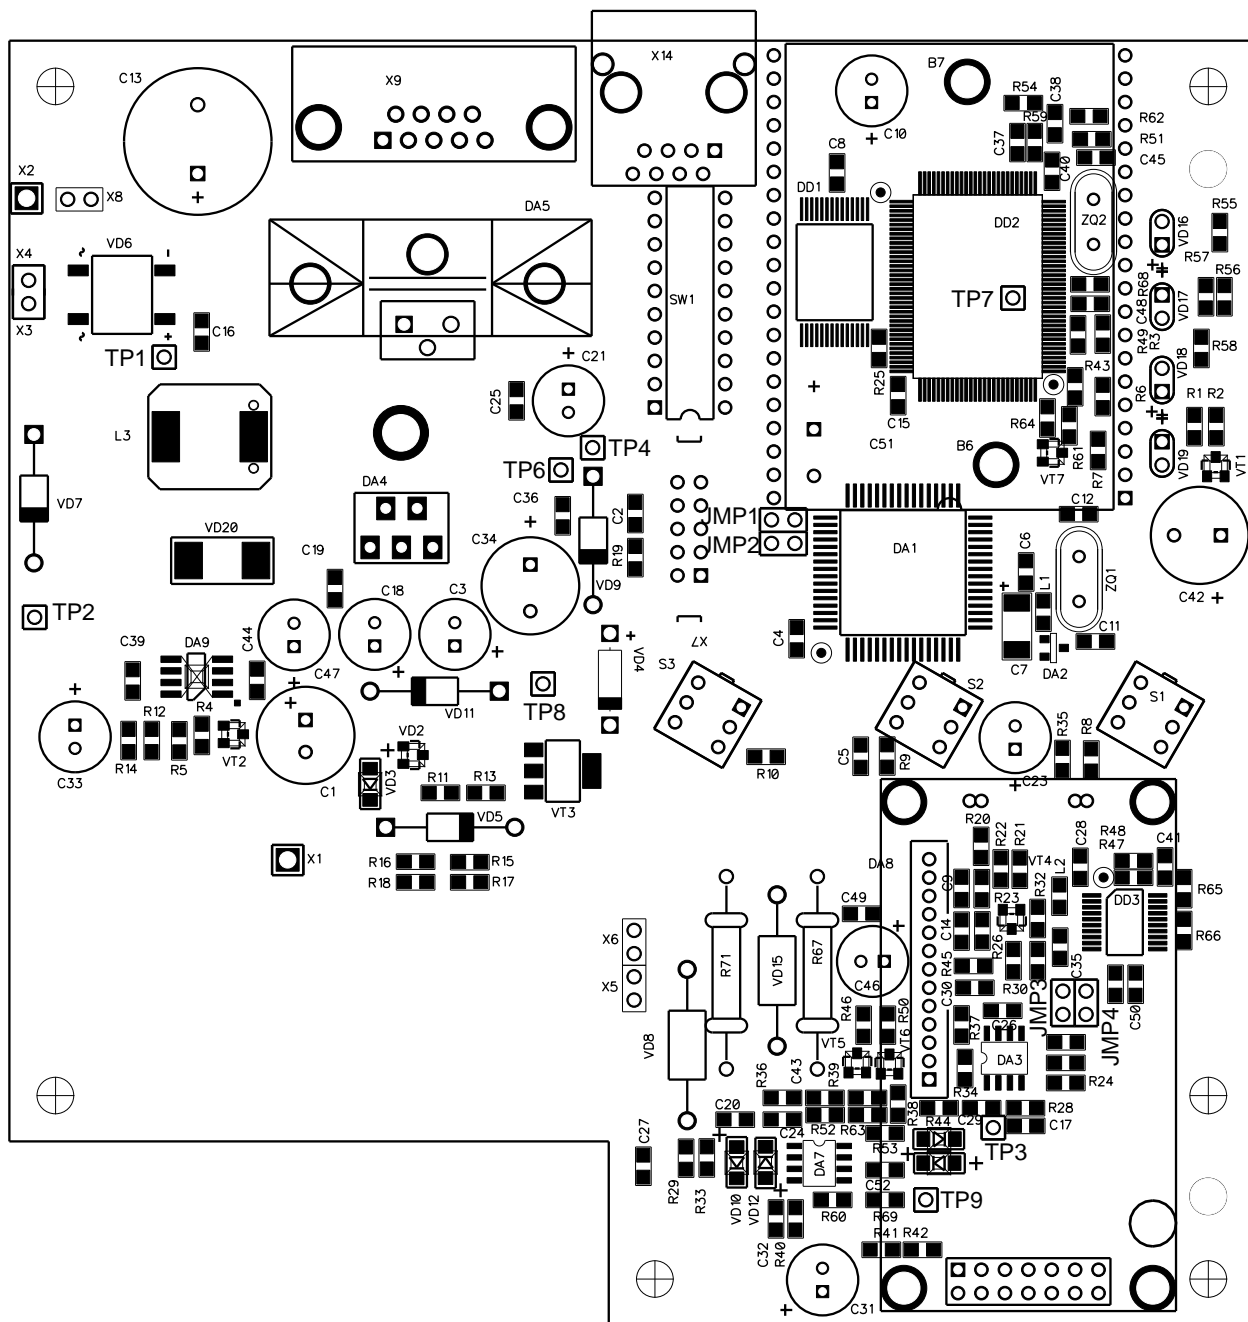 X14
B7
C13
X9
R54
C38
R59
R62
C10
C37
R51
C8
C40
C45
X2
X8
DD1
DA5
ZQ2
R55
DD2
VD16
VD6
X4
R57
R56
+
-
~
~
+
TP7
SW1
R68
VD17
C48
X3
C16
R49
R3
R58
TP1
C21
+
VD18
R25
R43
C25
C15
R6
L3
R64
R1
R2
TP4
C51
B6
R61
VT7
R7
VD19
VT1
TP6
DA4
VD7
C36
C2
C12
JMP1
VD20
C34
JMP2
DA1
C19
R19
C6
L1
ZQ1
C42
VD9
C18
C3
TP2
C4
X7
C11
DA9
C39
C44
VD4
S3
C7
DA2
C47
S2
S1
R4
TP8
VD11
R12
VD2
C5
R35
R8
R9
R14
R5
VT2
R10
C33
C1
VD3
R11
R13
C23
VT3
VD5
R20
R22
R21
C28
R48
C41
X1
R16
R15
DA8
VT4
L2
R47
R18
R17
C9
R32
R65
C49
R23
DD3
X6
C14
R26
R66
R71
VD15
R67
R45
C35
X5
C46
R30
C30
JMP3
C50
R46
R50
C26
R37
JMP4
VD8
VT5
VT6
DA3
R36
C43
R39
R24
R34
C20
R38
R28
C27
C24
R52
R63
R44
C29
C17
R53
TP3
R29
R33
DA7
VD10
VD12
C52
TP9
R60
R69
C32
R40
R41
R42
C31